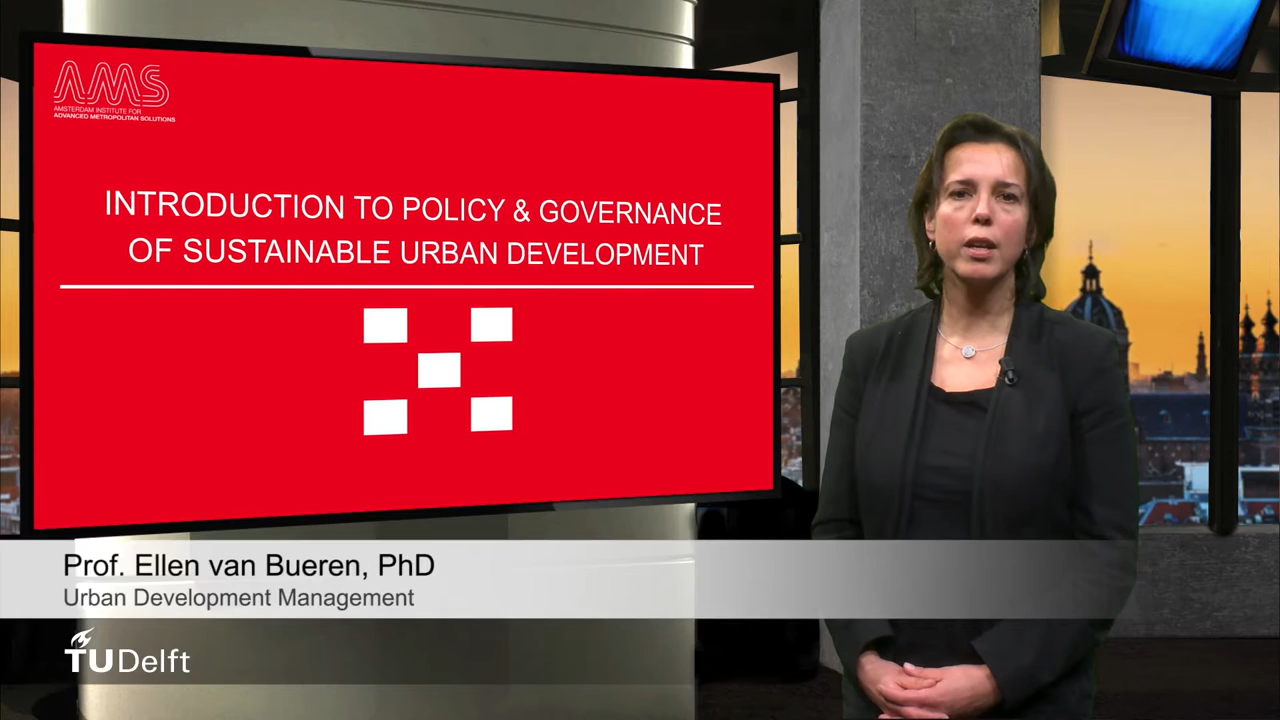 AMS
AMSTERDAM INSTITUTE FOR
ADVANCED METROPOLITAN SOLUTIONS
INTRODUCTION TO POLICY & GOVERNANCE
OF SUSTAINABLE URBAN DEVELOPMENT
Prof. Ellen van Bueren, PhD
Urban Development Management
TUDelft